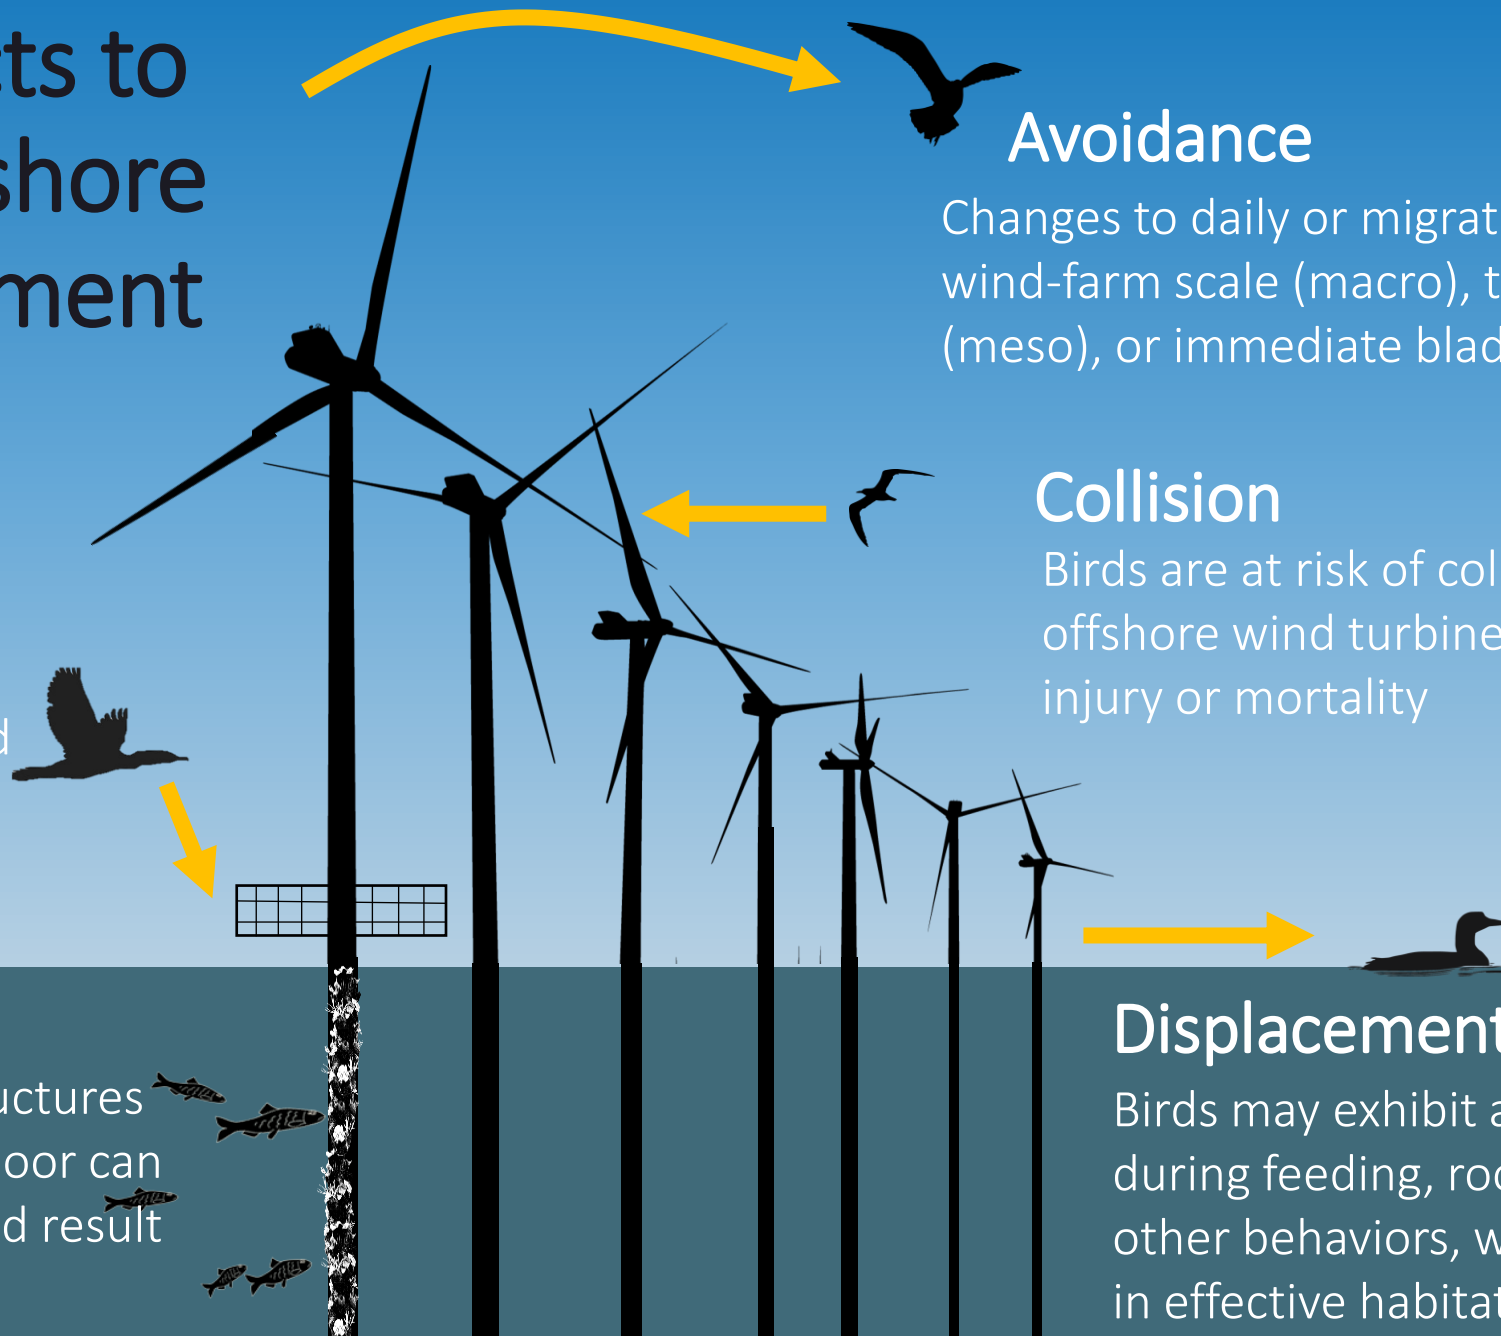 cts to
shore
ment
Avoidance
Changes to daily or migrat
wind-farm scale (macro), t
(meso), or immediate blad
Collision
Birds are at risk of col
offshore wind turbine
injury or mortality
d
uctures
oor can
d result
Displacement
Birds may exhibit a
during feeding, roo
other behaviors, w
in effective habitat